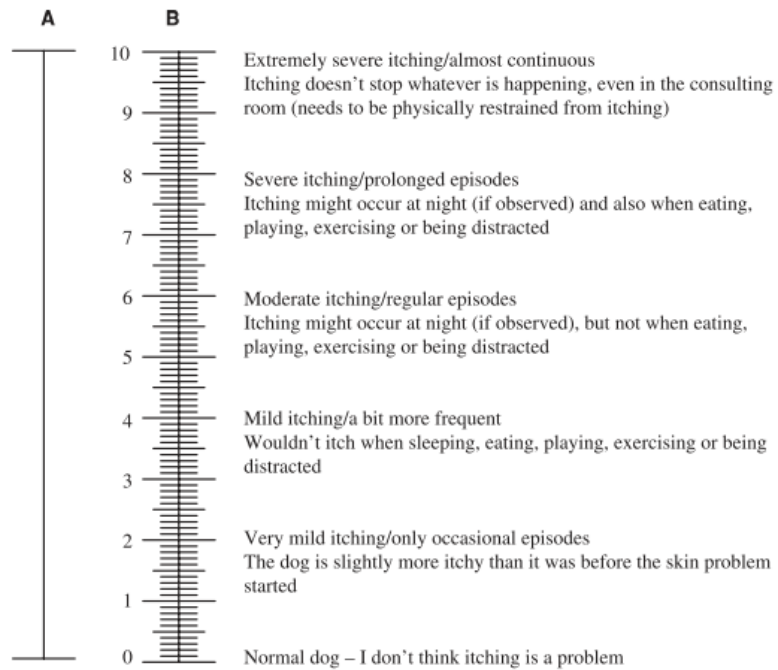 A
B
10
Extremely severe itching/almost continuous
Itching doesn't stop whatever is happening, even in the consulting
room (needs to be physically restrained from itching)
9
8
Severe itching/prolonged episodes
Itching might occur at night (if observed) and also when eating,
playing, exercising or being distracted
7
6
Moderate itching/regular episodes
Itching might occur at night (if observed), but not when eating,
playing, exercising or being distracted
5
4
Mild itching/a bit more frequent
Wouldn't itch when sleeping, eating, playing, exercising or being
distracted
3
2
Very mild itching/only occasional episodes
The dog is slightly more itchy than it was before the skin problem
started
1
0
Normal dog – I don't think itching is a problem